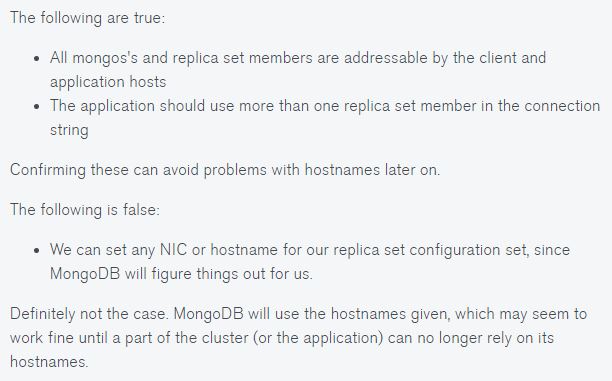 The following are true:
• All mongos's and replica set members are addressable by the client and
application hosts
• The application should use more than one replica set member in the connection
string
Confirming these can avoid problems with hostnames later on.
The following is false:
• We can set any NIC or hostname for our replica set configuration set, since
MongoDB will figure things out for us.
Definitely not the case. MongoDB will use the hostnames given, which may seem to
work fine until a part of the cluster (or the application) can no longer rely on its
hostnames.